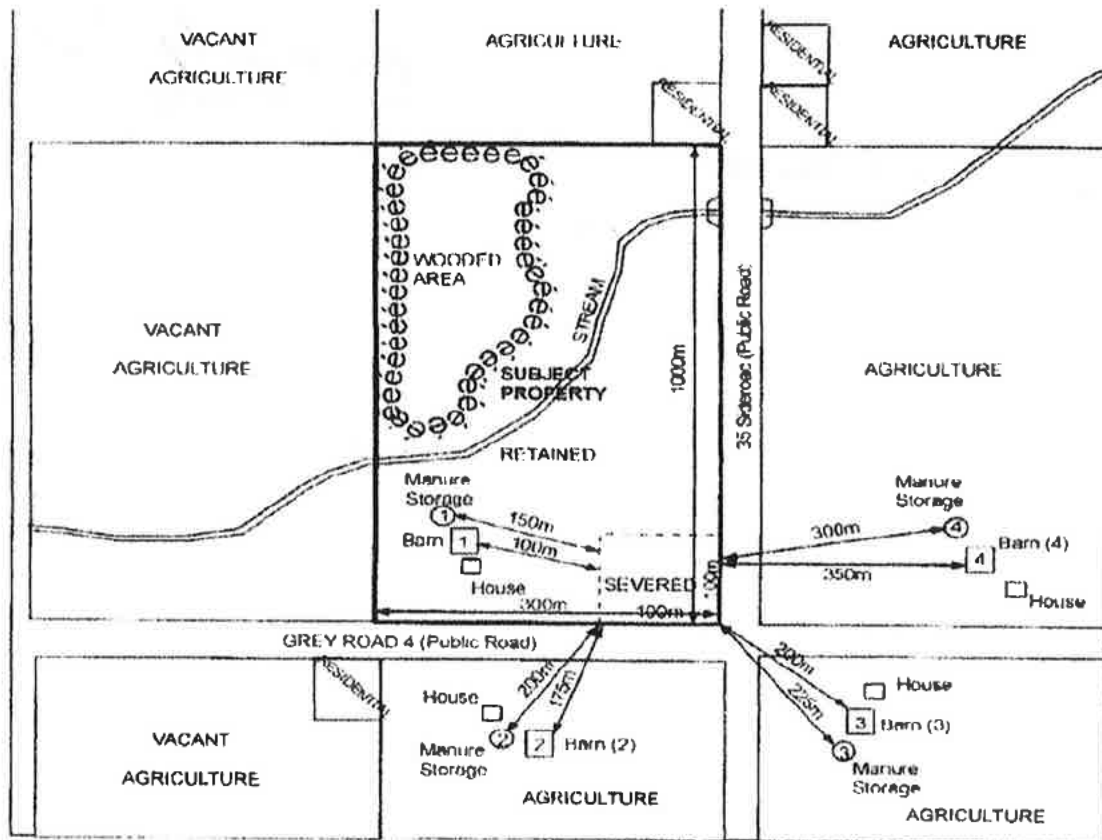 VACANT
AGRICULTURE
AGRICULTURE
AGRICULTURE
RESIDENTIAL
RESIDENTIAL
RESIDENTIAL
WOODED
AREA
STREAM
VACANT
AGRICULTURE
SUBJECT
PROPERTY
1000m
35 Sideroad (Public Road)
AGRICULTURE
RETAINED
Manure
Storage
1
150m
Barn
1
100m
House
SEVERED
100m
300m
100m
Manure
Storage
4
300m
Barn (4)
4
350m
House
GREY ROAD 4 (Public Road)
RESIDENTIAL
200m
175m
House
2
2
Barn (2)
Manure
Storage
200m
225m
House
3
Barn (3)
3
Manure
Storage
VACANT
AGRICULTURE
AGRICULTURE
AGRICULTURE